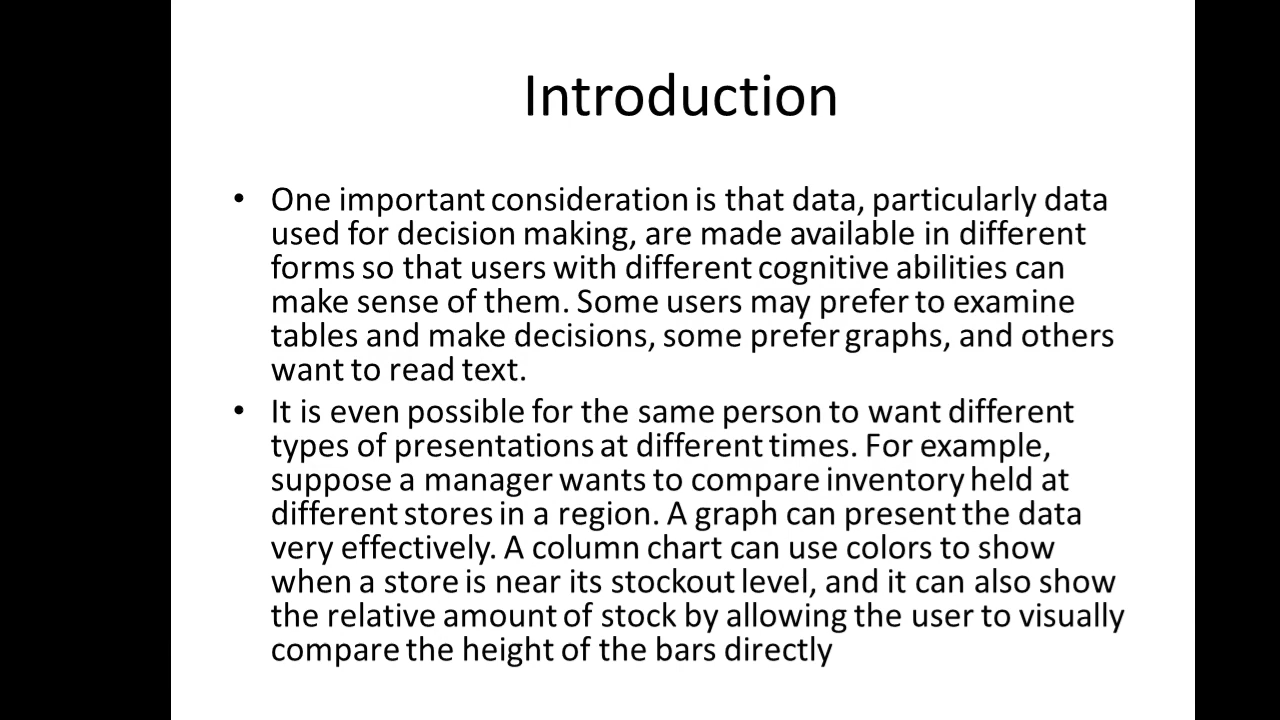 Introduction
• One important consideration is that data, particularly data
used for decision making, are made available in different
forms so that users with different cognitive abilities can
make sense of them. Some users may prefer to examine
tables and make decisions, some prefer graphs, and others
want to read text.
• It is even possible for the same person to want different
types of presentations at different times. For example,
suppose a manager wants to compare inventory held at
different stores in a region. A graph can present the data
very effectively. A column chart can use colors to show
when a store is near its stockout level, and it can also show
the relative amount of stock by allowing the user to visually
compare the height of the bars directly